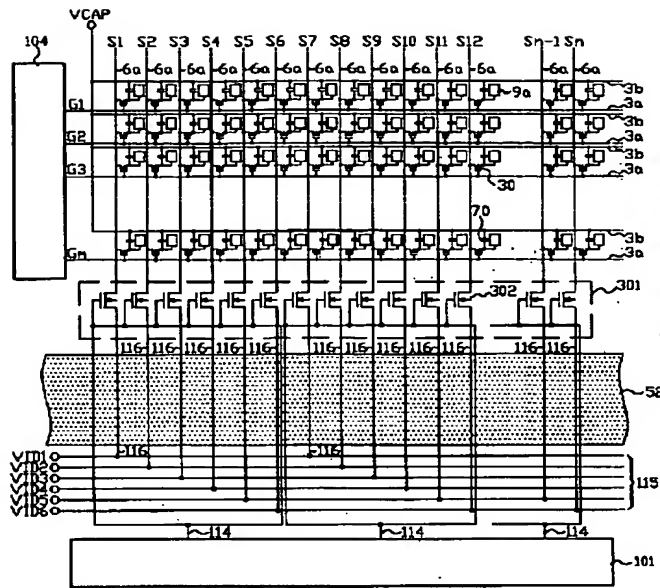 VCAP S1 S2 S3 S4 S5 S6 S7 S8 S9 S10 S11 S12 Sn-1 Sn
104
6a 6a 6a 6a 6a 6a 6a 6a 6a 6a 6a 6a 6a 6a
9a
3b
G1 3a
3b
G2 3a
3b
G3 30 3a
70
3b
Gm 3a
302 301
116 116 116 116 116 116 116 116 116 116 116 116 116 116
52
VID1 116 116
VID2
VID3
VID4 115
VID5
VID6
114 114 114
101